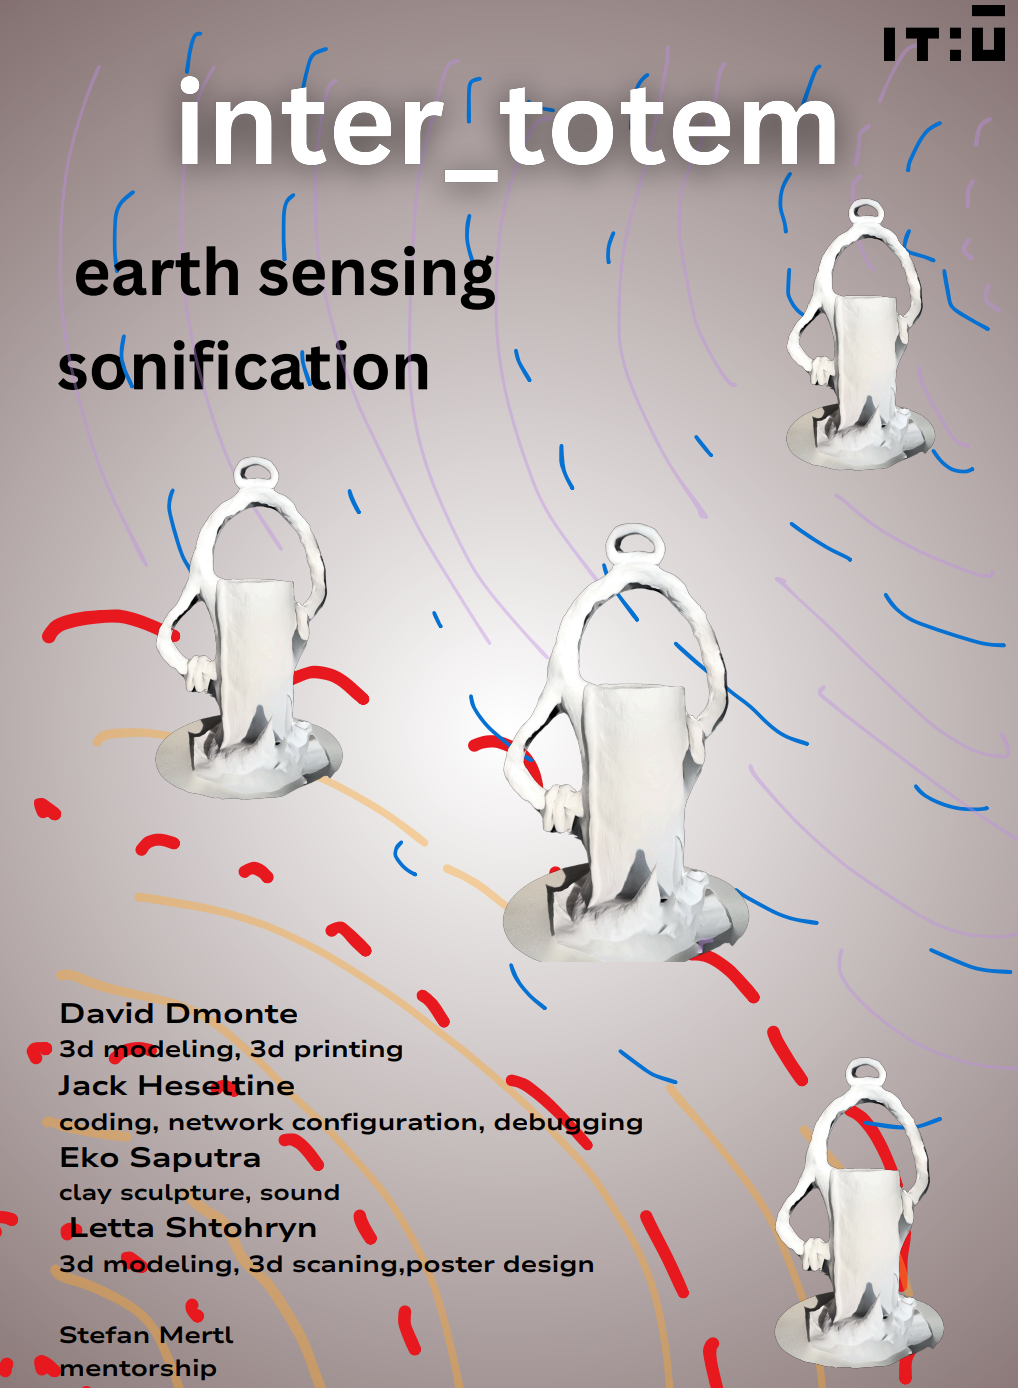 IT:Ū
inter_totem
earth sensing
sonification
David Dmonte
3d modeling, 3d printing
Jack Heseltine
coding, network configuration, debugging
Eko Saputra
clay sculpture, sound
Letta Shtohryn
3d modeling, 3d scaning,poster design
Stefan Mertl
mentorship